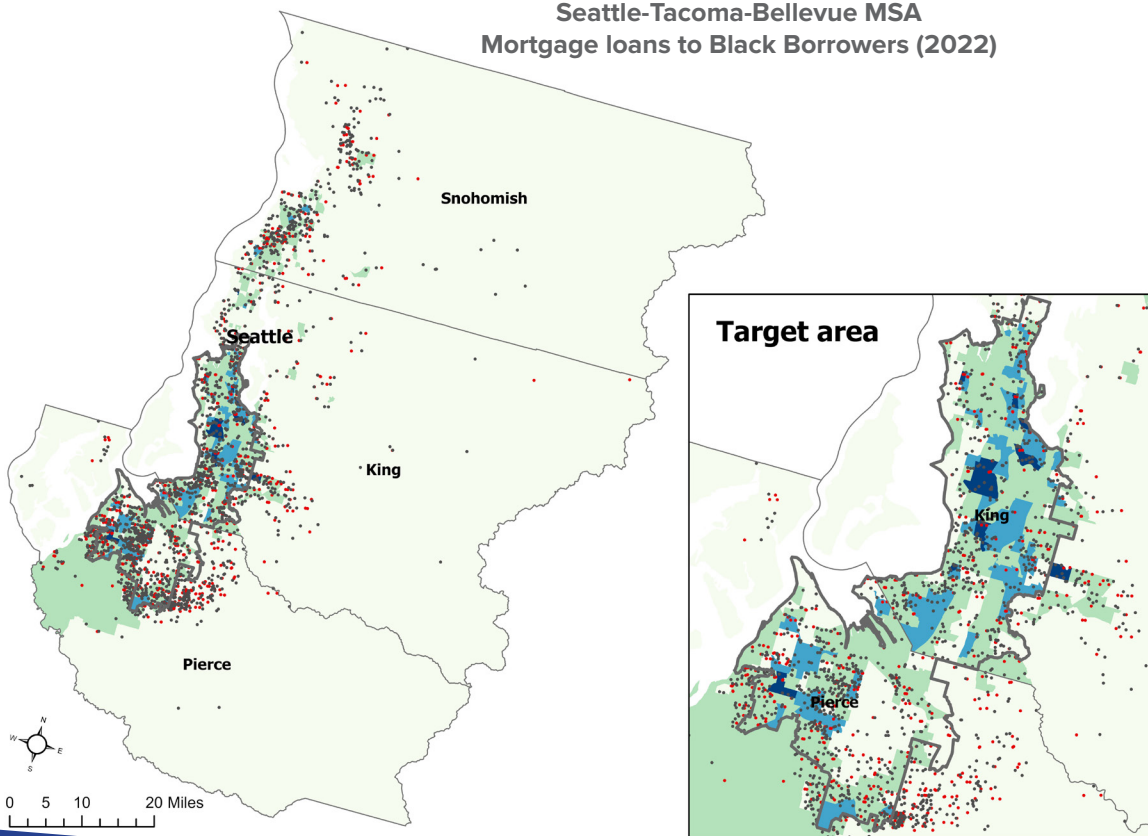 Seattle-Tacoma-Bellevue MSA
Mortgage loans to Black Borrowers (2022)
Snohomish
Seattle
King
Pierce
N
W
E
S
0 5 10 20 Miles
Target area
King
Pierce